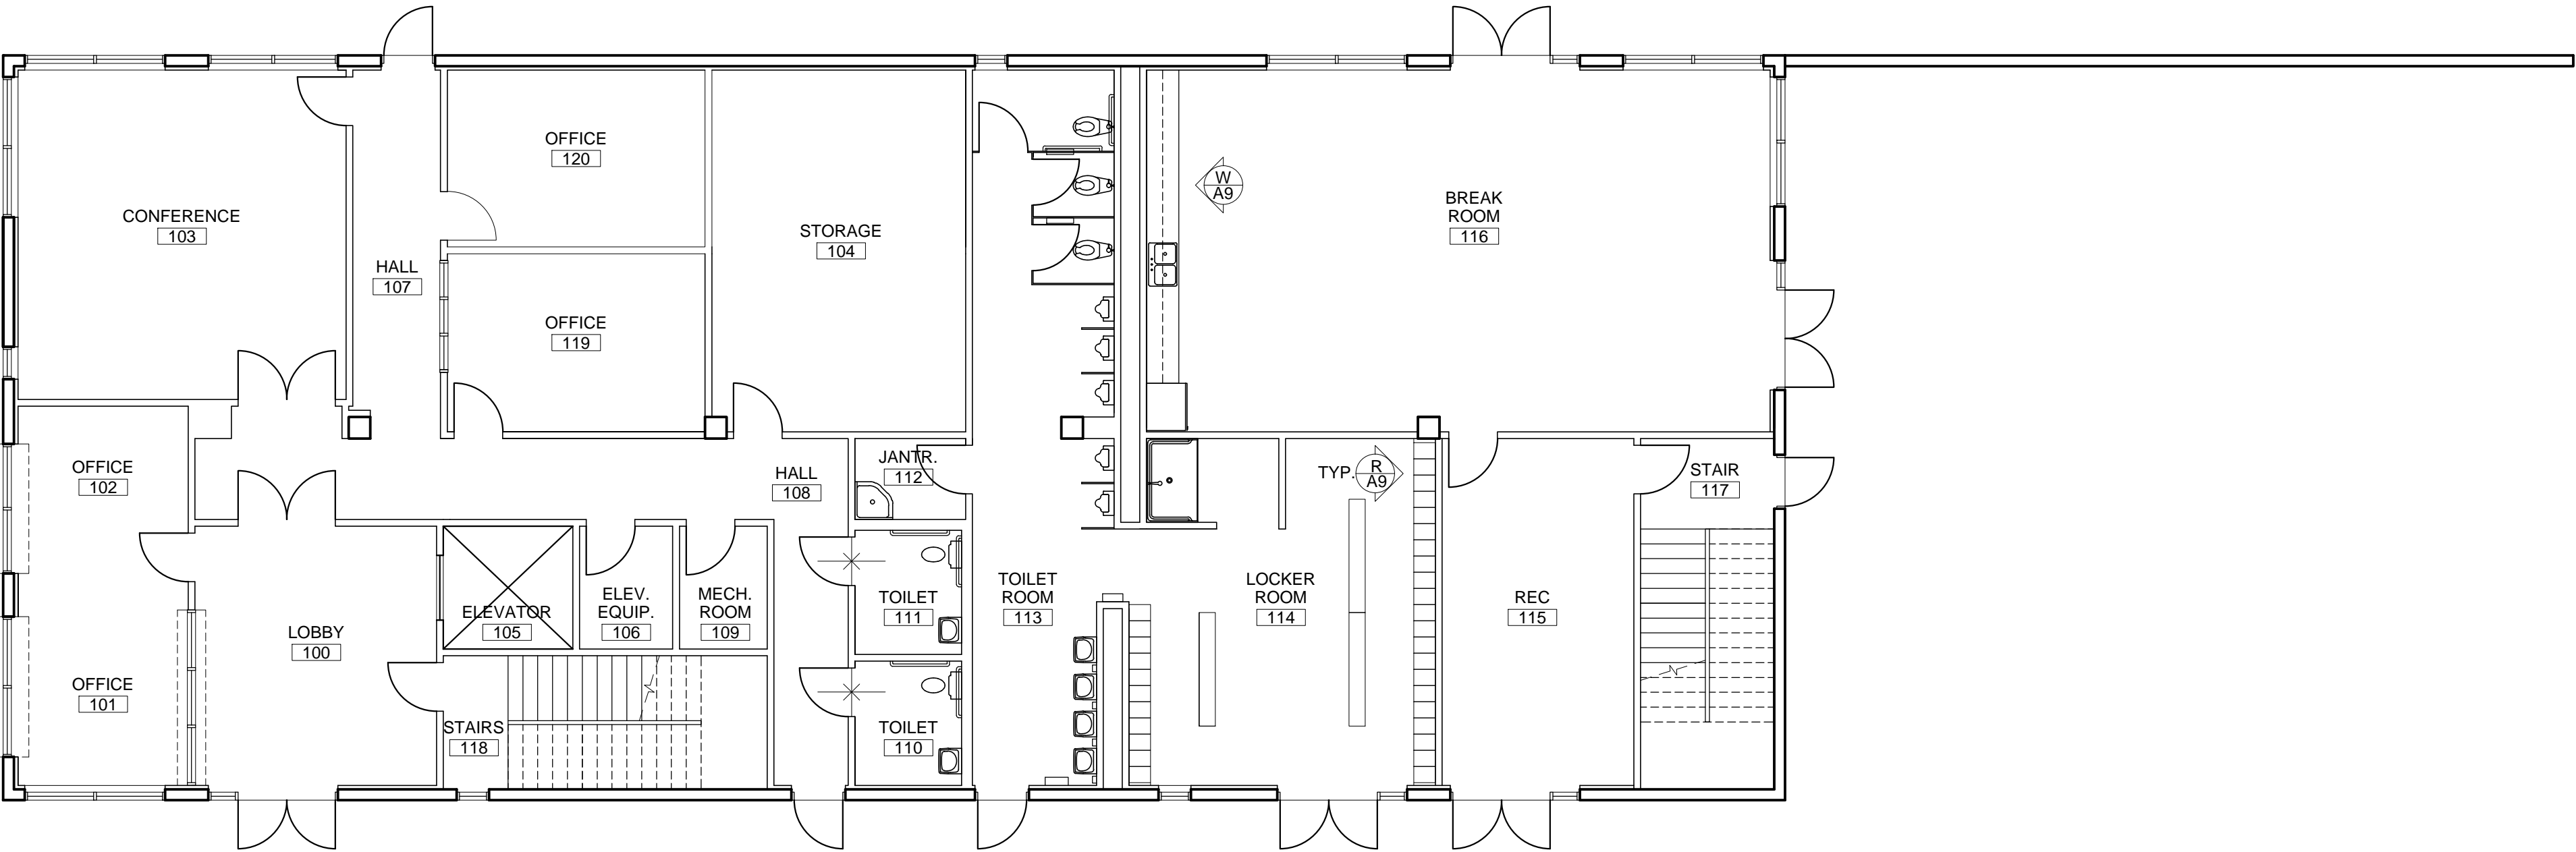 OFFICE
120
CONFERENCE
103
STORAGE
104
W
A9
BREAK
ROOM
116
HALL
107
OFFICE
119
OFFICE
102
HALL
108
JANTR.
112
TYP.
R
A9
STAIR
117
ELEVATOR
105
ELEV.
EQUIP.
106
MECH.
ROOM
109
TOILET
111
TOILET
ROOM
113
LOCKER
ROOM
114
REC
115
LOBBY
100
OFFICE
101
STAIRS
118
TOILET
110